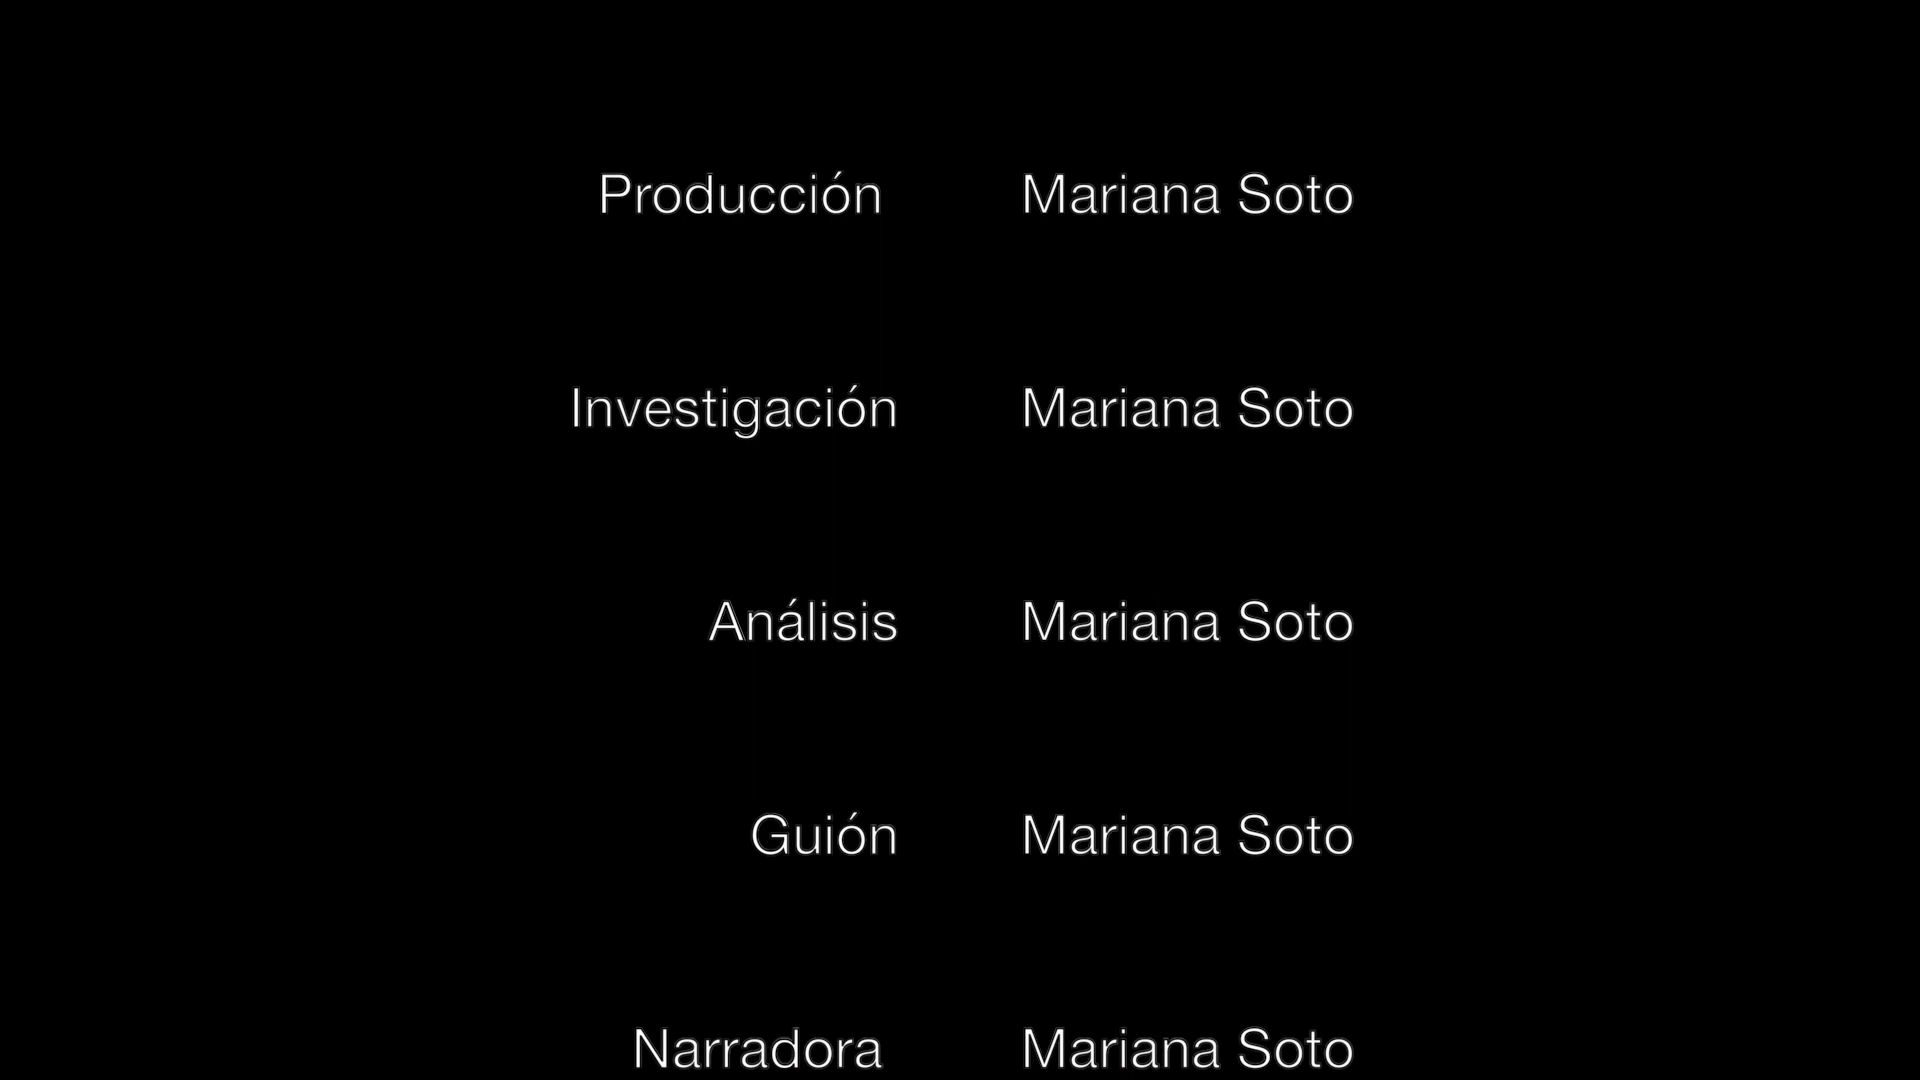 Producción Mariana Soto
Investigación Mariana Soto
Análisis Mariana Soto
Guión Mariana Soto
Narradora Mariana Soto